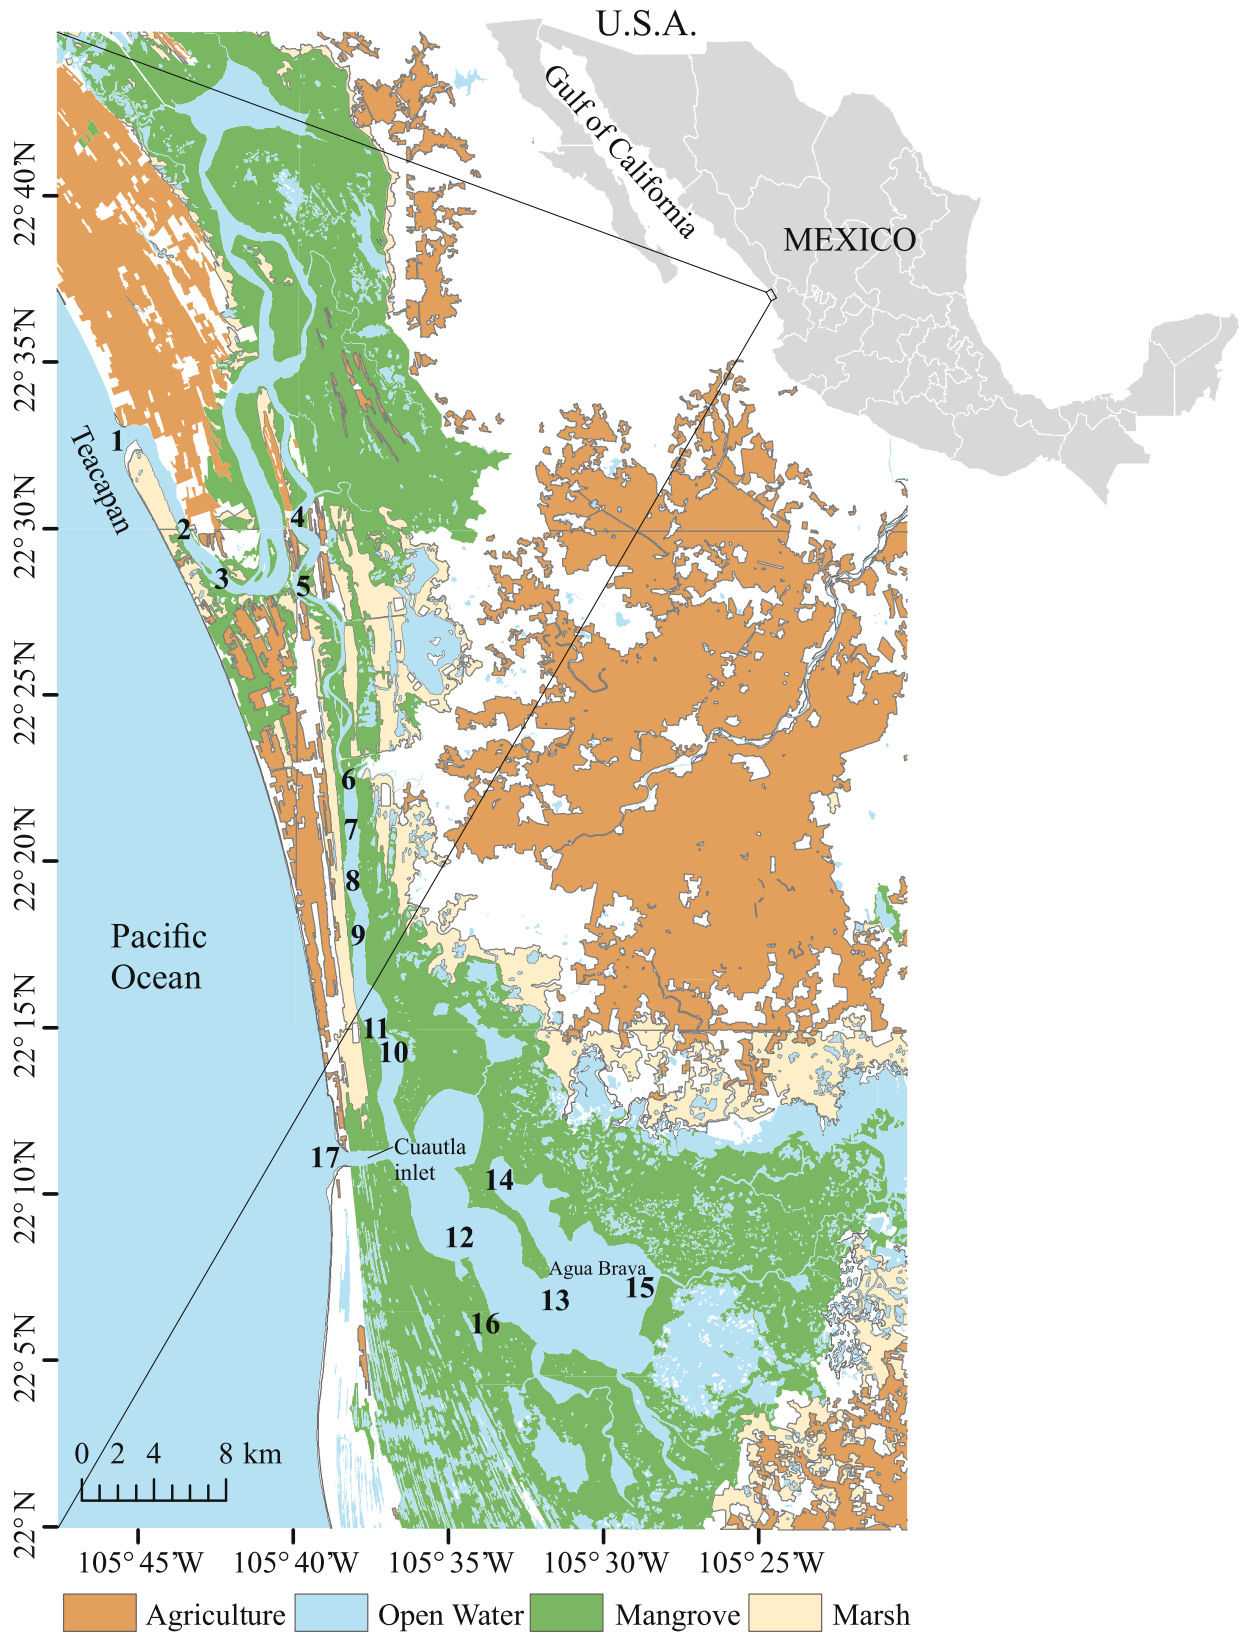 U.S.A.
Gulf of California
MEXICO
22° 40'N
22° 35'N
22° 30'N
22° 25'N
22° 20'N
22° 15'N
22° 10'N
22° 5'N
22° N
1
Teacapan
2
3
4
5
6
7
8
9
Pacific
Ocean
11
10
17
Cuautla
inlet
14
12
Agua Brava
15
13
16
0 2 4 8 km
105° 45'W 105° 40'W 105° 35'W 105° 30'W 105° 25'W
Agriculture Open Water Mangrove Marsh